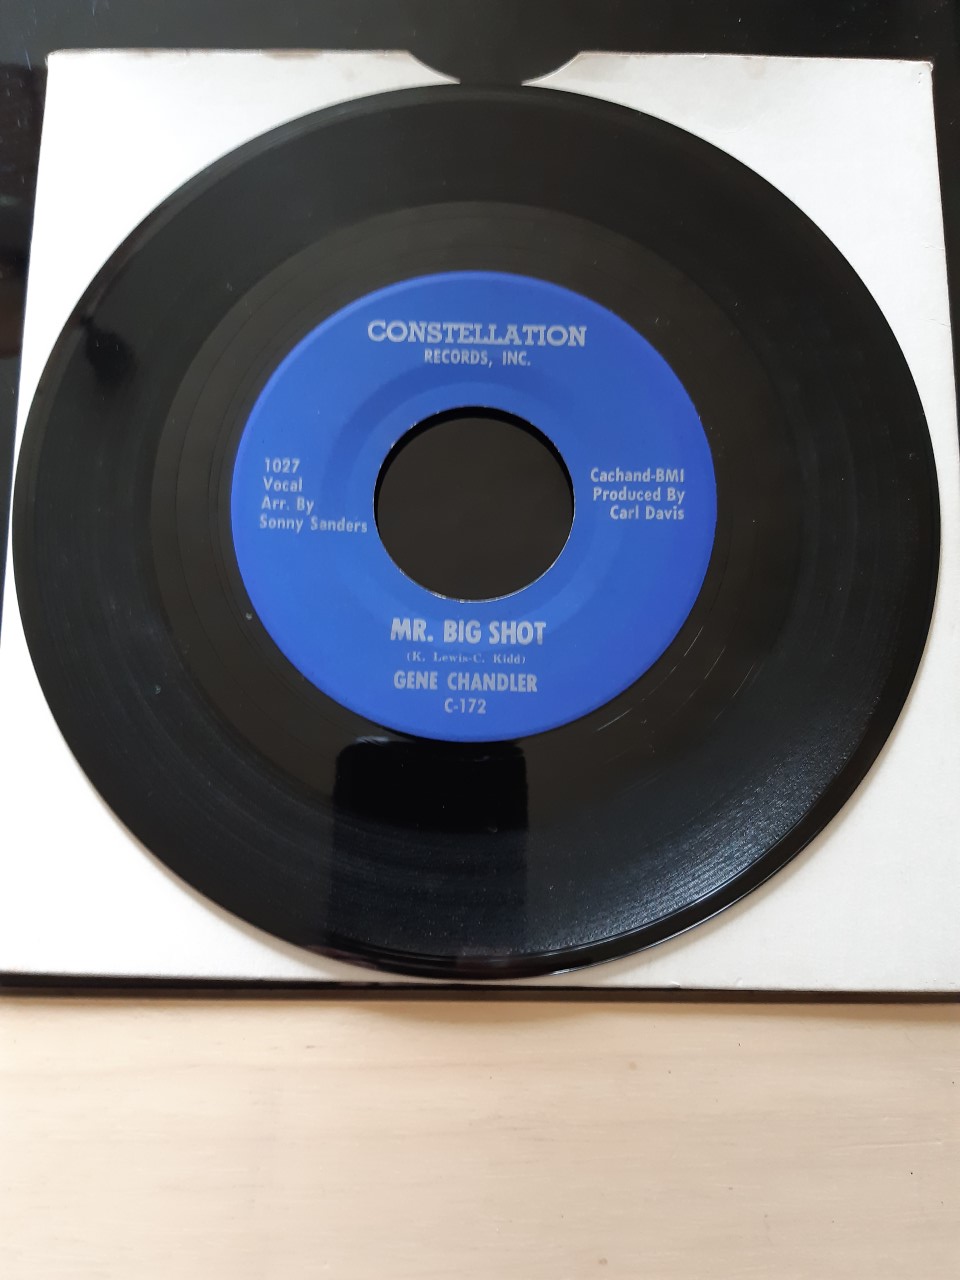 CONSTELLATION
RECORDS, INC.
1027
Vocal
Arr. By
Sonny Sanders
Cachand-BMI
Produced By
Carl Davis
MR. BIG SHOT
(K. Lewis-C. Kidd)
GENE CHANDLER
C-172